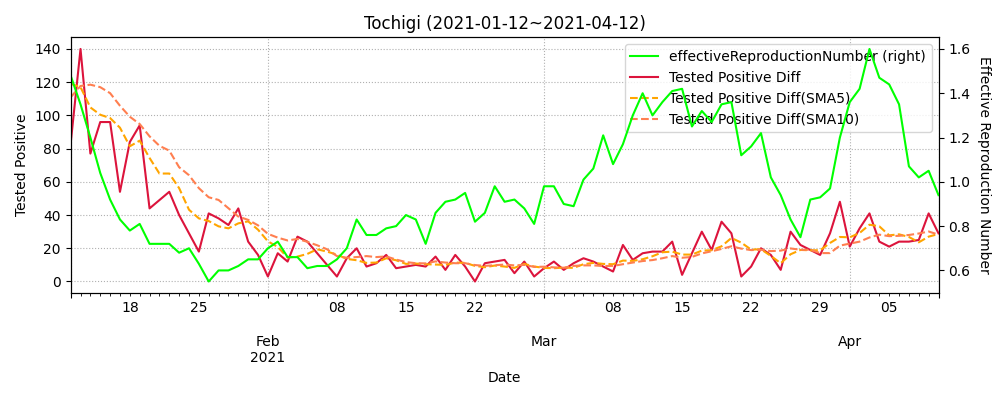 Tochigi (2021-01-12~2021-04-12)
effectiveReproductionNumber (right)
Tested Positive Diff
Tested Positive Diff(SMA5)
Tested Positive Diff(SMA10)
Tested Positive
140
120
100
80
60
40
20
0
1.6
1.4
1.2
1.0
0.8
0.6
Effective Reproduction Number
18 25 08 15 22 08 15 22 29 05
Feb Mar Apr
2021
Date